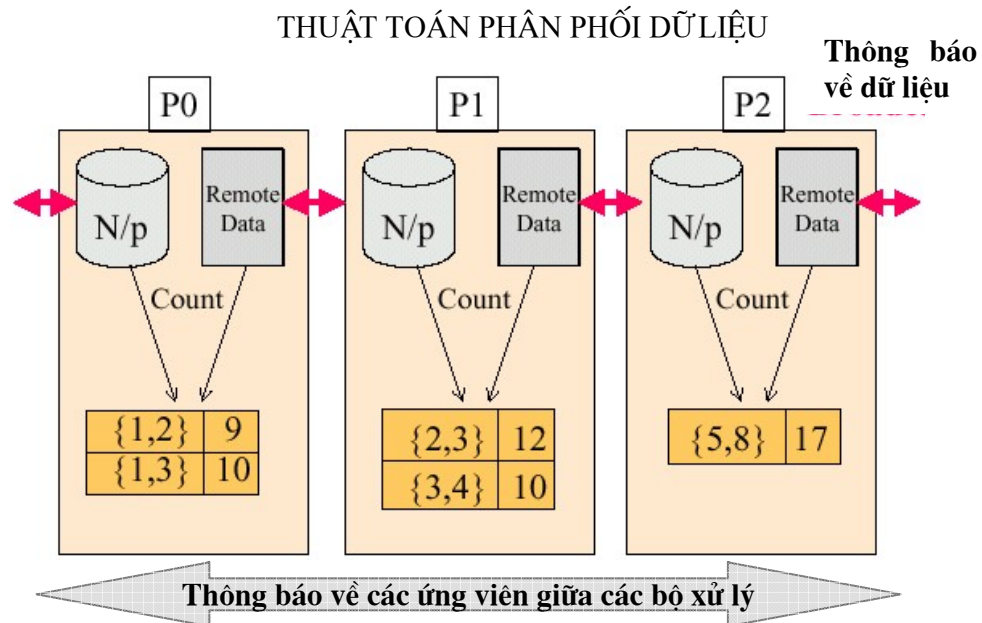 THUẬT TOÁN PHÂN PHỐI DỮ LIỆU
Thông báo
về dữ liệu
P0
P1
P2
N/p
Remote
Data
N/p
Remote
Data
N/p
Remote
Data
Count
Count
Count
{1,2} 9
{1,3} 10
{2,3} 12
{3,4} 10
{5,8} 17
Thông báo về các ứng viên giữa các bộ xử lý